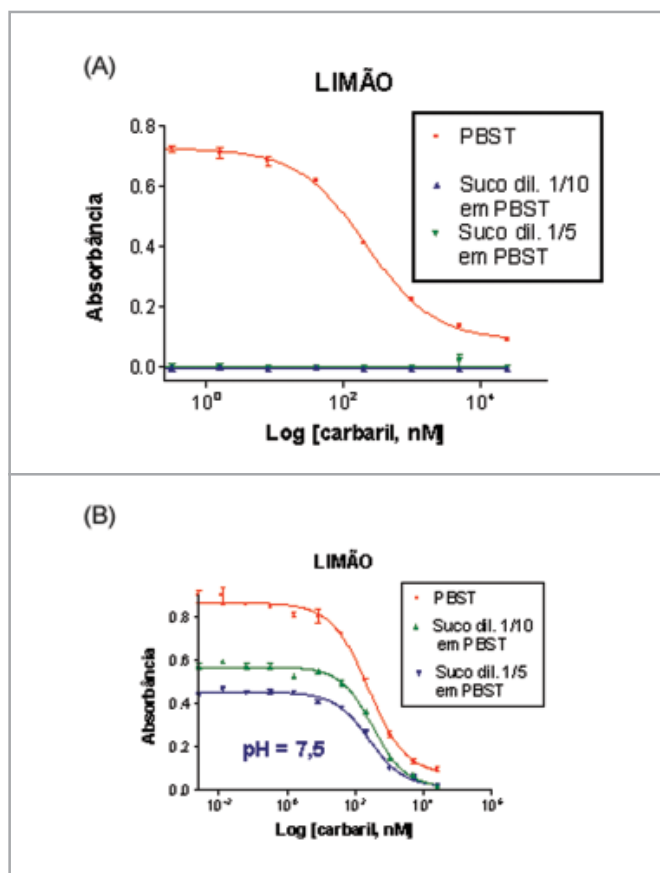 (A)
LIMÃO
0.8
0.6
0.4
0.2
0.0
Absorbância
PBST
Suco dil. 1/10
em PBST
Suco dil. 1/5
em PBST
10⁰
10²
10⁴
Log [carbaril, nM]
(B)
LIMÃO
0.8
0.6
0.4
0.2
0.0
Absorbância
PBST
Suco dil. 1/10
em PBST
Suco dil. 1/5
em PBST
pH = 7,5
Log [carbaril, nM]